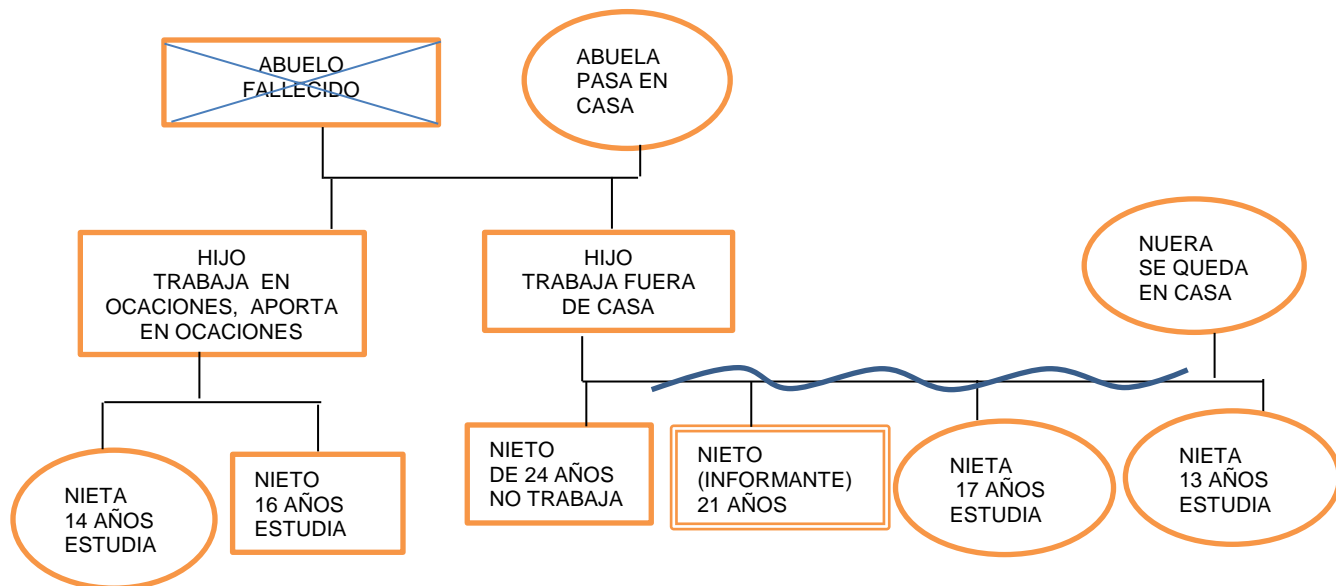 ABUELO
FALLECIDO
ABUELA
PASA EN
CASA
HIJO
TRABAJA EN
OCACIONES, APORTA
EN OCACIONES
HIJO
TRABAJA FUERA
DE CASA
NUERA
SE QUEDA
EN CASA
NIETA
14 AÑOS
ESTUDIA
NIETO
16 AÑOS
ESTUDIA
NIETO
DE 24 AÑOS
NO TRABAJA
NIETO
(INFORMANTE)
21 AÑOS
NIETA
17 AÑOS
ESTUDIA
NIETA
13 AÑOS
ESTUDIA